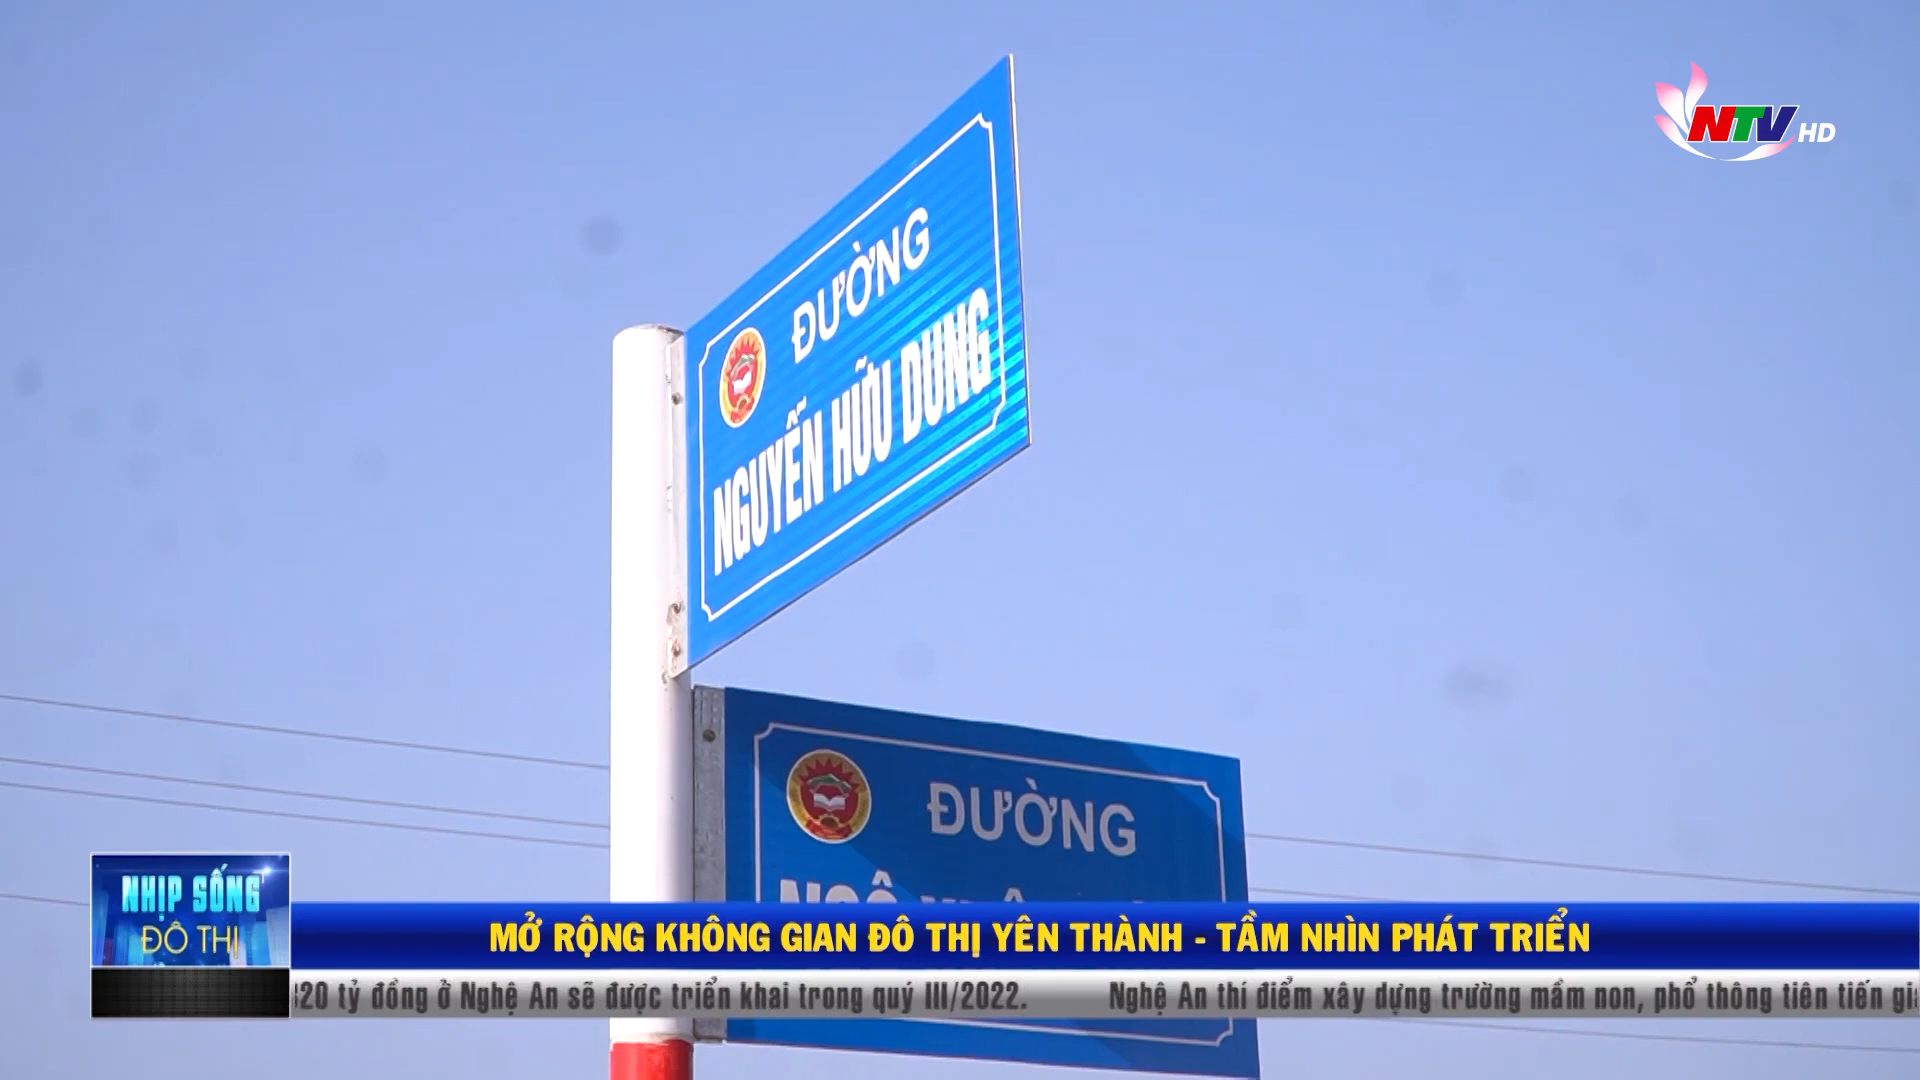 NTV HD
ĐƯỜNG
NGUYỄN HỮU DUNG
ĐƯỜNG
NGÔ
NHỊP SỐNG
ĐÔ THỊ
MỞ RỘNG KHÔNG GIAN ĐÔ THỊ YÊN THÀNH - TẦM NHÌN PHÁT TRIỂN
320 tỷ đồng ở Nghệ An sẽ được triển khai trong quý III/2022. Nghệ An thí điểm xây dựng trường mầm non, phổ thông tiên tiến